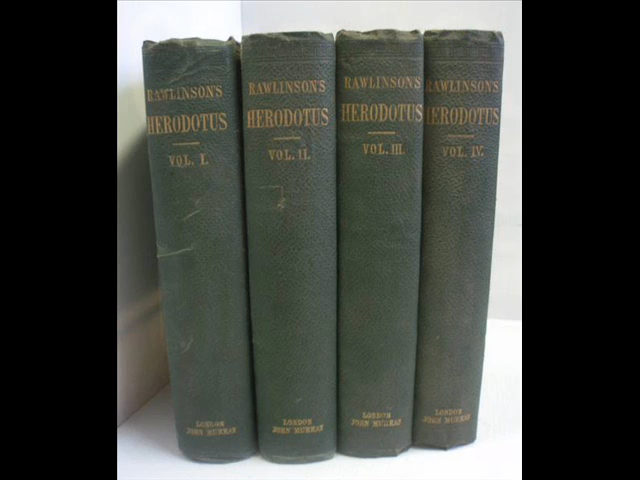 RAWLINSON'S
HERODOTUS
VOL. I.
LONDON
JOHN MURRAY
RAWLINSON'S
HERODOTUS
VOL. II.
LONDON
JOHN MURRAY
RAWLINSON'S
HERODOTUS
VOL. III.
LONDON
JOHN MURRAY
RAWLINSON'S
HERODOTUS
VOL. IV.
LONDON
JOHN MURRAY